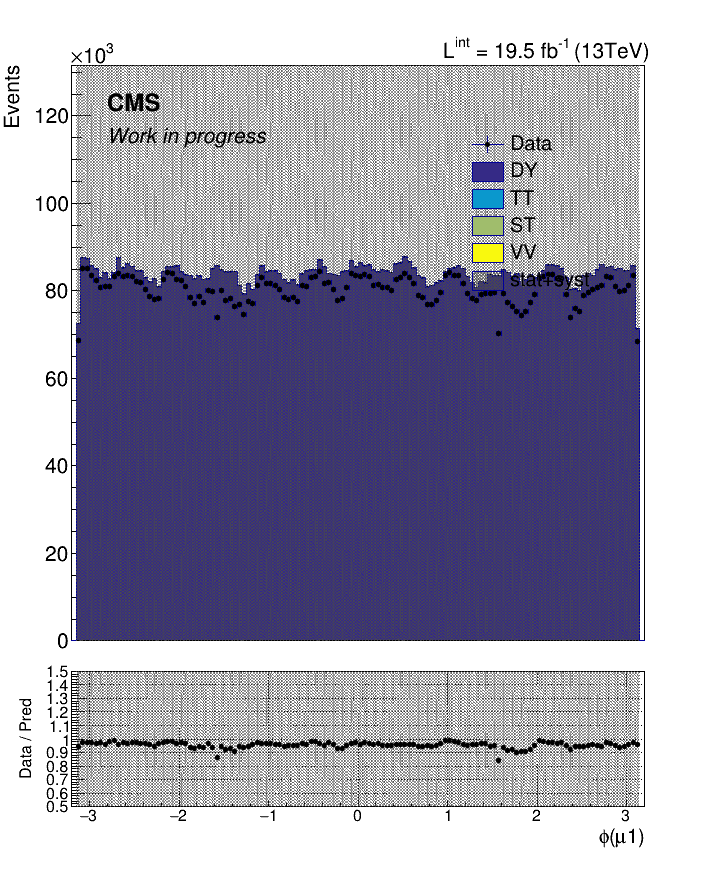 ×10³
L^int = 19.5 fb⁻¹ (13TeV)
Events
CMS
Work in progress
Data
DY
TT
ST
VV
stat+syst
120
100
80
60
40
20
0
Data / Pred
1.5
1.4
1.3
1.2
1.1
1
0.9
0.8
0.7
0.6
0.5
−3 −2 −1 0 1 2 3
ϕ(μ1)